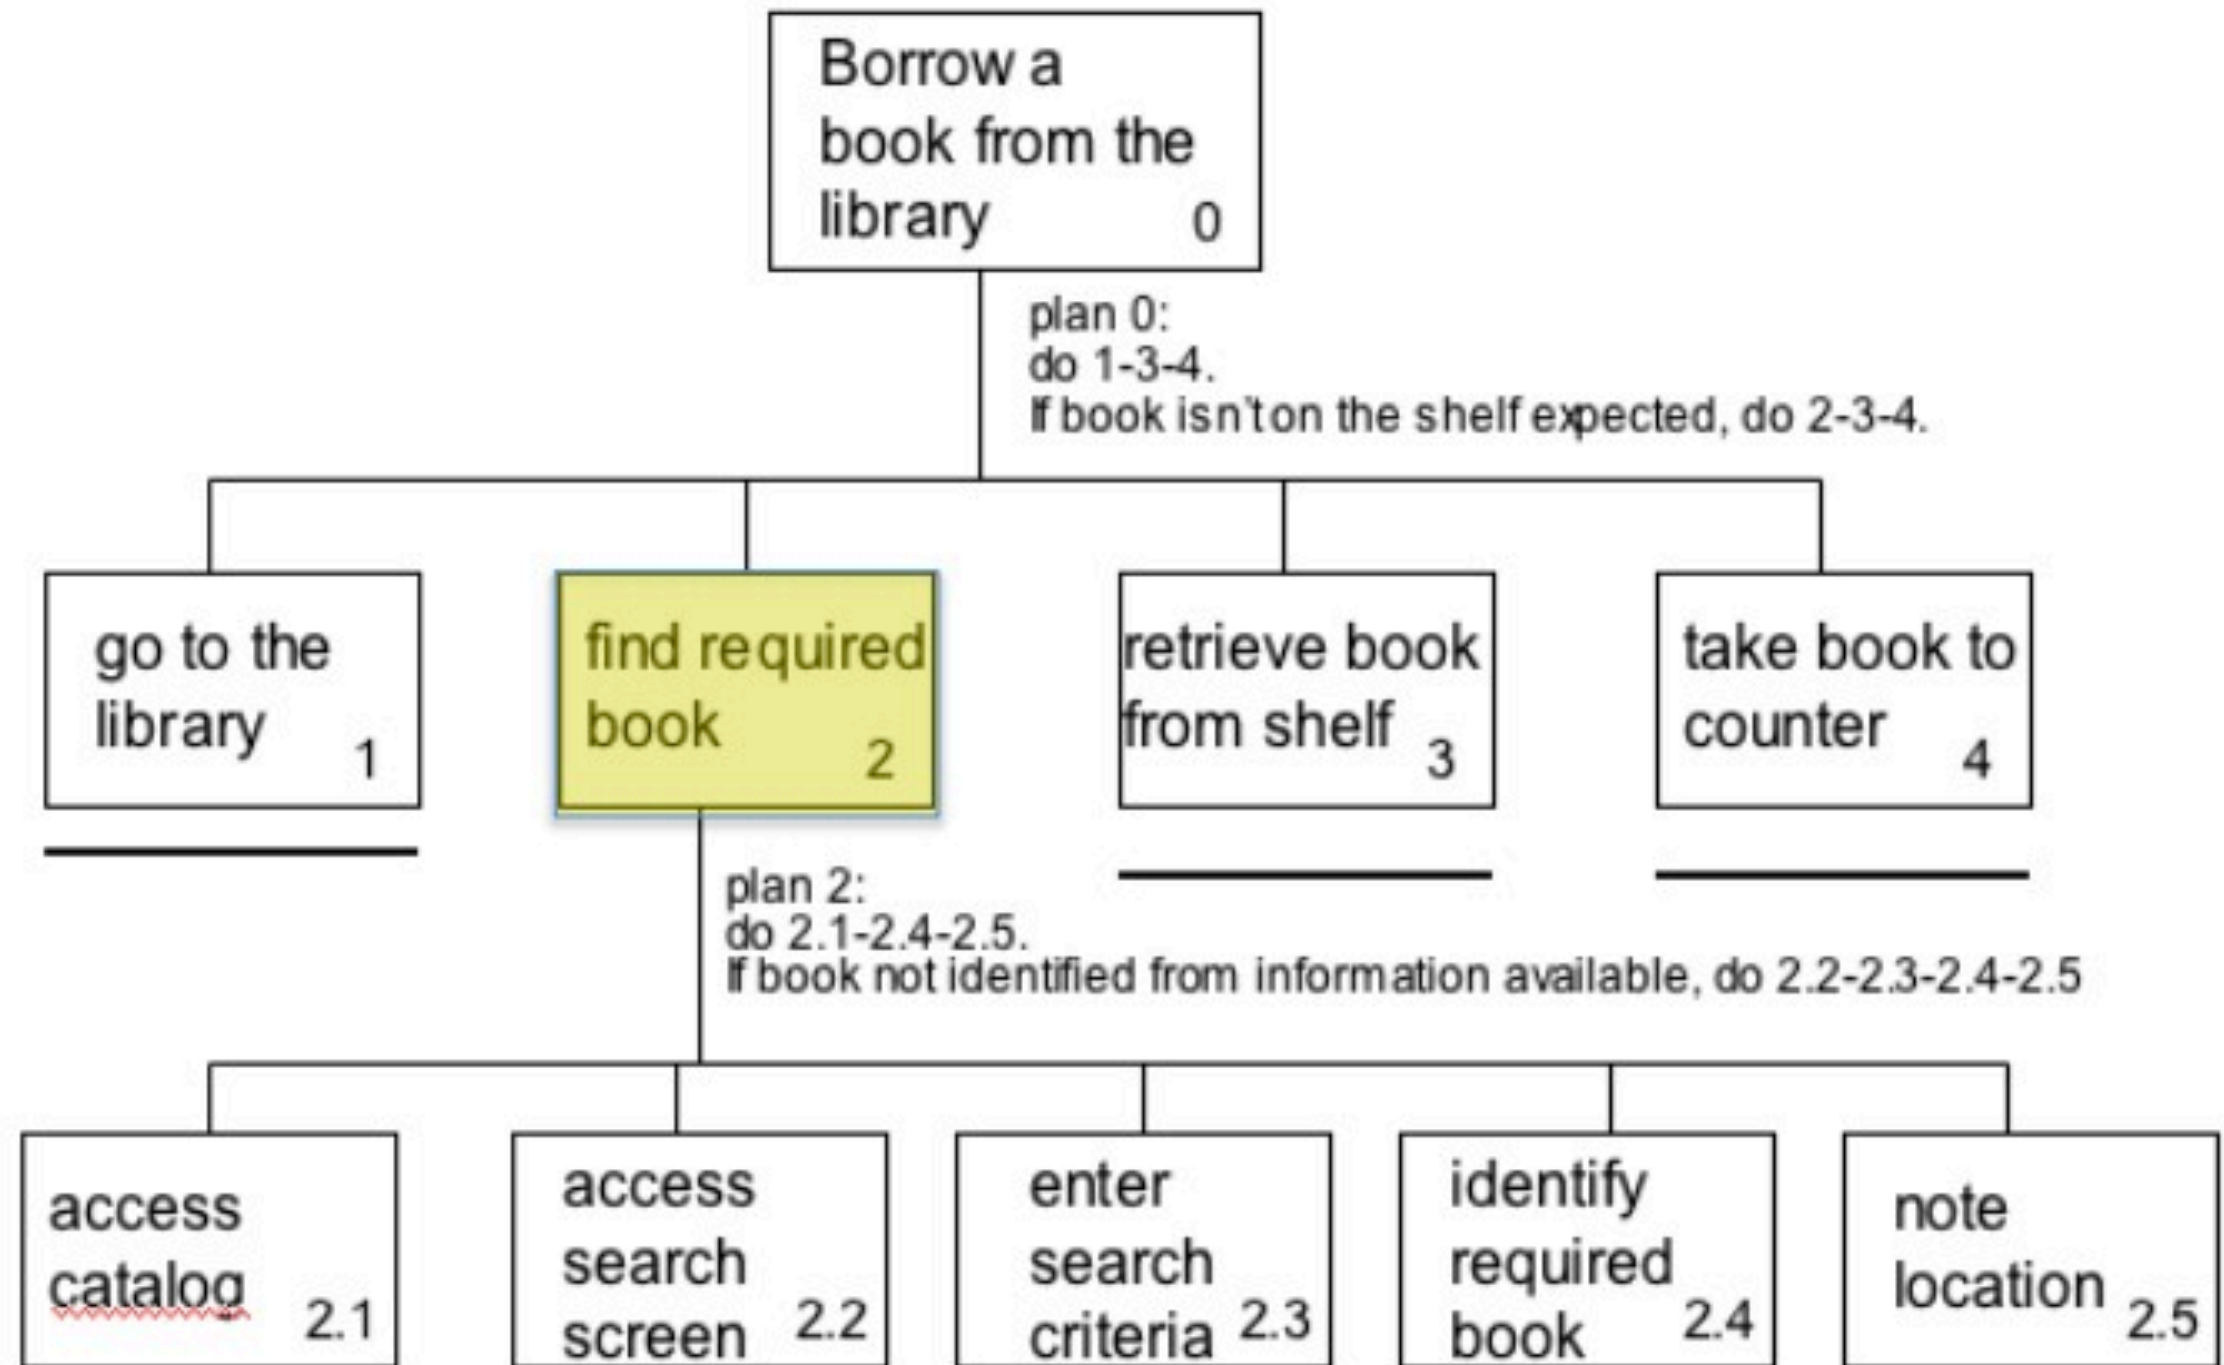 Borrow a
book from the
library 0
plan 0:
do 1-3-4.
If book isn't on the shelf expected, do 2-3-4.
go to the
library 1
find required
book 2
retrieve book
from shelf 3
take book to
counter 4
plan 2:
do 2.1-2.4-2.5.
If book not identified from information available, do 2.2-2.3-2.4-2.5
access
catalog 2.1
access
search
screen 2.2
enter
search
criteria 2.3
identify
required
book 2.4
note
location 2.5